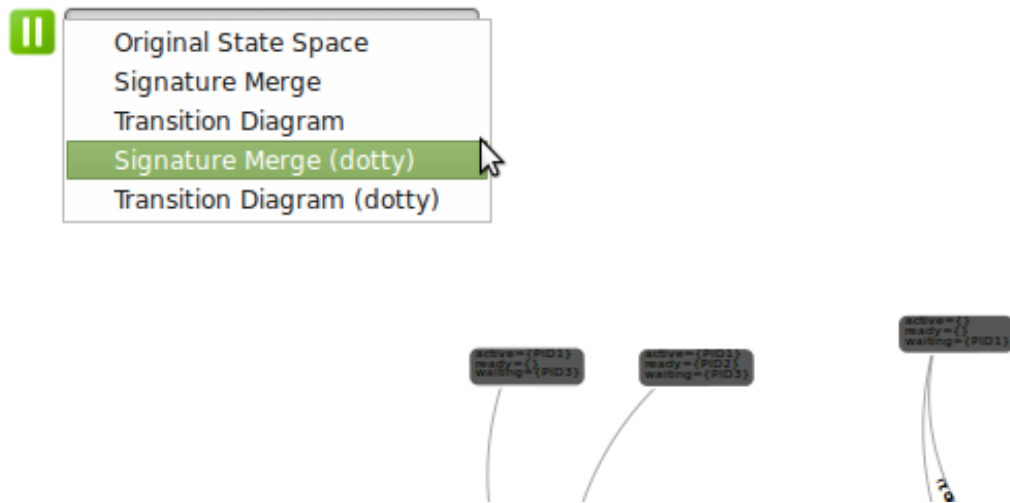 Original State Space
Signature Merge
Transition Diagram
Signature Merge (dotty)
Transition Diagram (dotty)
active={}
ready={}
waiting={PID1}
active={PID1}
ready={}
waiting={PID3}
active={PID1}
ready={PID2}
waiting={PID3}